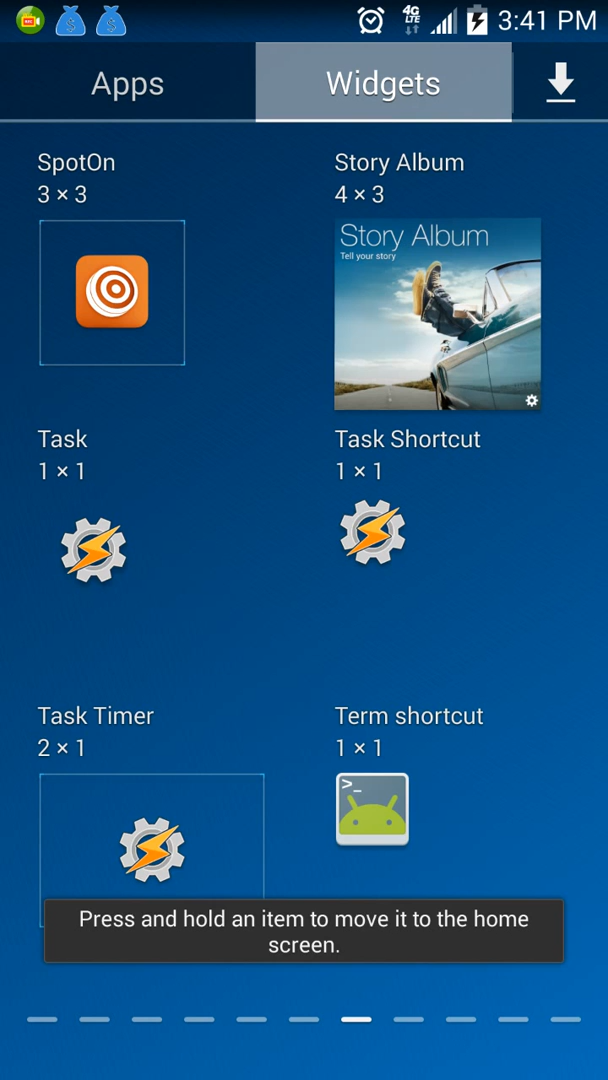 4G
LTE
3:41 PM
Apps
Widgets
SpotOn
3 × 3
Story Album
4 × 3
Story Album
Tell your story
Task
1 × 1
Task Shortcut
1 × 1
Task Timer
2 × 1
Term shortcut
1 × 1
>_
Press and hold an item to move it to the home
screen.